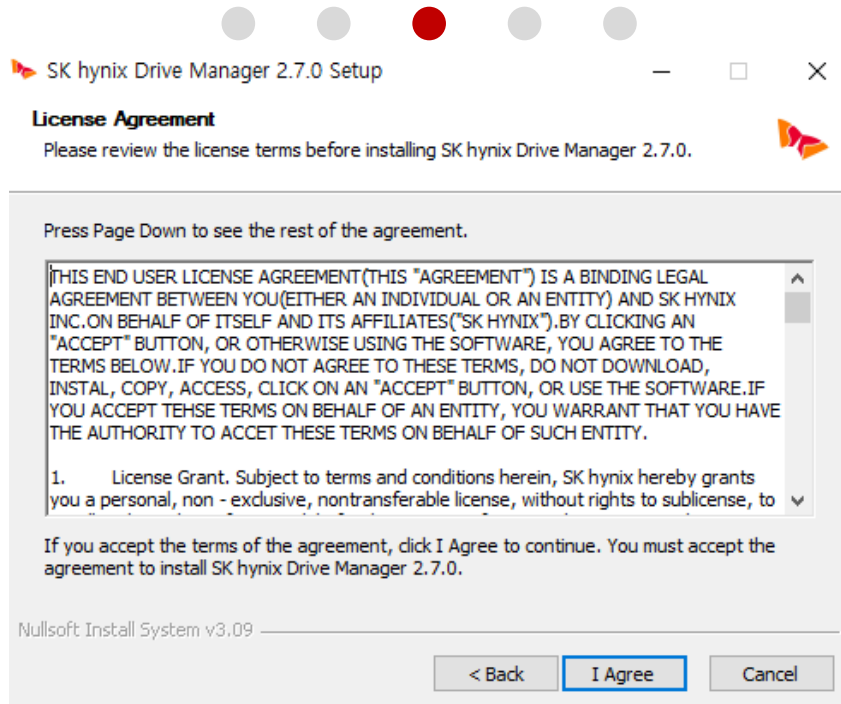 SK hynix Drive Manager 2.7.0 Setup
License Agreement
Please review the license terms before installing SK hynix Drive Manager 2.7.0.
Press Page Down to see the rest of the agreement.
THIS END USER LICENSE AGREEMENT(THIS "AGREEMENT") IS A BINDING LEGAL
AGREEMENT BETWEEN YOU(EITHER AN INDIVIDUAL OR AN ENTITY) AND SK HYNIX
INC.ON BEHALF OF ITSELF AND ITS AFFILIATES("SK HYNIX").BY CLICKING AN
"ACCEPT" BUTTON, OR OTHERWISE USING THE SOFTWARE, YOU AGREE TO THE
TERMS BELOW.IF YOU DO NOT AGREE TO THESE TERMS, DO NOT DOWNLOAD,
INSTAL, COPY, ACCESS, CLICK ON AN "ACCEPT" BUTTON, OR USE THE SOFTWARE.IF
YOU ACCEPT TEHSE TERMS ON BEHALF OF AN ENTITY, YOU WARRANT THAT YOU HAVE
THE AUTHORITY TO ACCET THESE TERMS ON BEHALF OF SUCH ENTITY.
1. License Grant. Subject to terms and conditions herein, SK hynix hereby grants
you a personal, non - exclusive, nontransferable license, without rights to sublicense, to
If you accept the terms of the agreement, click I Agree to continue. You must accept the
agreement to install SK hynix Drive Manager 2.7.0.
Nullsoft Install System v3.09
< Back
I Agree
Cancel